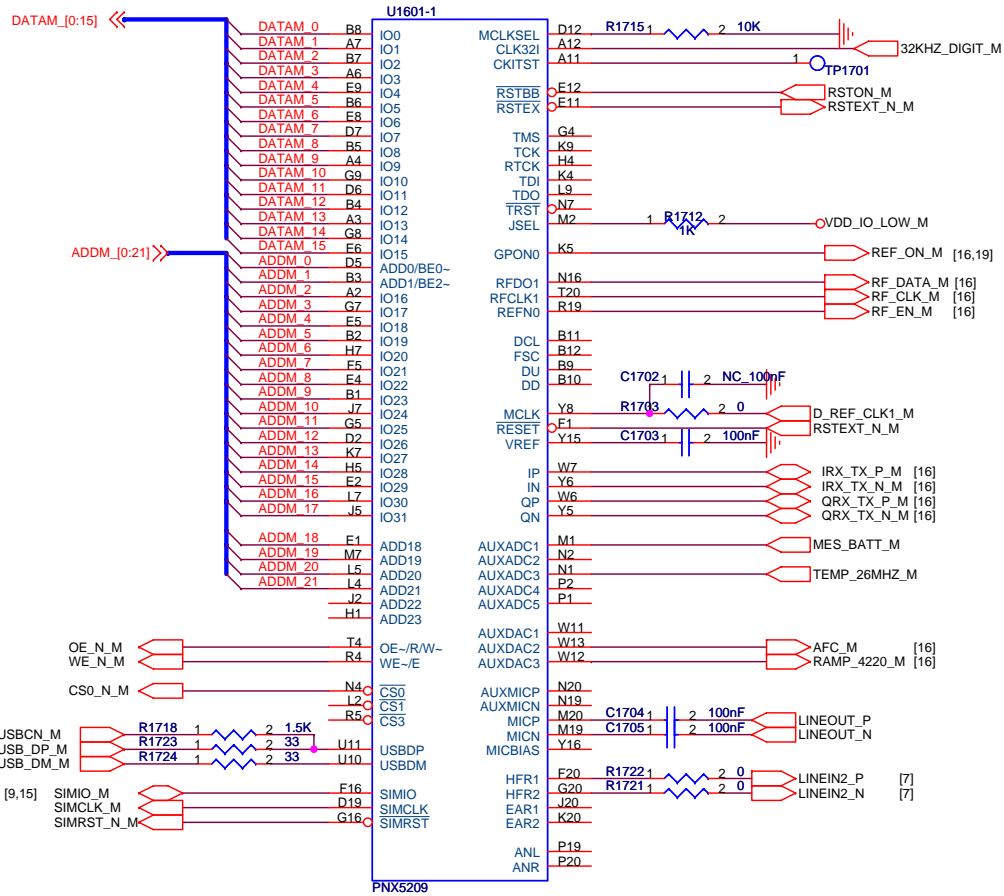 U1601-1
DATAM_[0:15]
DATAM_0 B8 IO0 MCLKSEL D12 R1715 1 2 10K
DATAM_1 A7 IO1 CLK32I A12 32KHZ_DIGIT_M
DATAM_2 B7 IO2 CKITST A11 1 TP1701
DATAM_3 A6 IO3
DATAM_4 E9 IO4 RSTBB E12 RSTON_M
DATAM_5 B6 IO5 RSTEX E11 RSTEXT_N_M
DATAM_6 E8 IO6
DATAM_7 D7 IO7 TMS G4
DATAM_8 B5 IO8 TCK K9
DATAM_9 A4 IO9 RTCK H4
DATAM_10 G9 IO10 TDI K4
DATAM_11 D6 IO11 TDO L9
DATAM_12 B4 IO12 TRST N7
DATAM_13 A3 IO13 JSEL M2 1 R1712 2 1K VDD_IO_LOW_M
DATAM_14 G8 IO14
DATAM_15 E6 IO15 GPON0 K5 REF_ON_M [16,19]
ADDM_[0:21]
ADDM_0 D5 ADD0/BE0~
ADDM_1 B3 ADD1/BE2~ RFDO1 N16 RF_DATA_M [16]
ADDM_2 A2 IO16 RFCLK1 T20 RF_CLK_M [16]
ADDM_3 G7 IO17 REFN0 R19 RF_EN_M [16]
ADDM_4 E5 IO18
ADDM_5 B2 IO19 DCL B11
ADDM_6 H7 IO20 FSC B12
ADDM_7 F5 IO21 DU B9
ADDM_8 E4 IO22 DD B10 C1702 1 2 NC_100nF
ADDM_9 B1 IO23
ADDM_10 J7 IO24 MCLK Y8 R1703 2 0 D_REF_CLK1_M
ADDM_11 G5 IO25 RESET F1 RSTEXT_N_M
ADDM_12 D2 IO26 VREF Y15 C1703 1 2 100nF
ADDM_13 K7 IO27
ADDM_14 H5 IO28 IP W7 IRX_TX_P_M [16]
ADDM_15 E2 IO29 IN Y6 IRX_TX_N_M [16]
ADDM_16 L7 IO30 QP W6 QRX_TX_P_M [16]
ADDM_17 J5 IO31 QN Y5 QRX_TX_N_M [16]
ADDM_18 E1 ADD18 AUXADC1 M1 MES_BATT_M
ADDM_19 M7 ADD19 AUXADC2 N2
ADDM_20 L5 ADD20 AUXADC3 N1 TEMP_26MHZ_M
ADDM_21 L4 ADD21 AUXADC4 P2
J2 ADD22 AUXADC5 P1
H1 ADD23
AUXDAC1 W11
OE_N_M T4 OE~/R/W~ AUXDAC2 W13 AFC_M [16]
WE_N_M R4 WE~/E AUXDAC3 W12 RAMP_4220_M [16]
CS0_N_M N4 CS0 AUXMICP N20
L2 CS1 AUXMICN N19
R5 CS3 MICP M20 C1704 1 2 100nF LINEOUT_P
USBCN_M R1718 1 2 1.5K MICN M19 C1705 1 2 100nF LINEOUT_N
USB_DP_M R1723 1 2 33 U11 USBDP MICBIAS Y16
USB_DM_M R1724 1 2 33 U10 USBDM
HFR1 F20 R1722 1 2 0 LINEIN2_P [7]
[9,15] SIMIO_M F16 SIMIO HFR2 G20 R1721 1 2 0 LINEIN2_N [7]
SIMCLK_M D19 SIMCLK EAR1 J20
SIMRST_N_M G16 SIMRST EAR2 K20
ANL P19
ANR P20
PNX5209